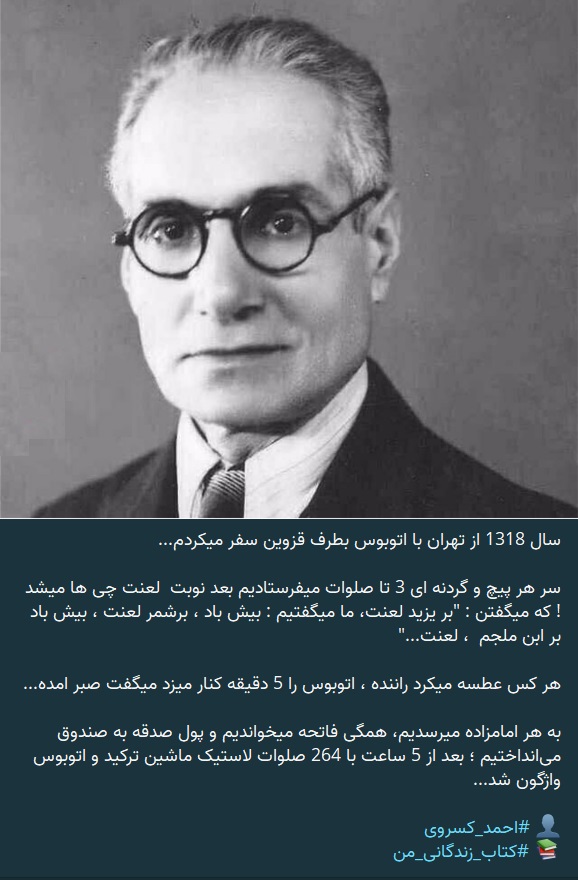 سال 1318 از تهران با اتوبوس بطرف قزوین سفر میکردم...
سر هر پیچ و گردنه ای 3 تا صلوات میفرستادیم بعد نوبت لعنت چی ها میشد
! که میگفتن : "بر یزید لعنت، ما میگفتیم : بیش باد ، برشمر لعنت ، بیش باد
بر ابن ملجم ، لعنت..."
هر کس عطسه میکرد راننده ، اتوبوس را 5 دقیقه کنار میزد میگفت صبر امده...
به هر امامزاده میرسدیم، همگی فاتحه میخواندیم و پول صدقه به صندوق
می‌انداختیم ؛ بعد از 5 ساعت با 264 صلوات لاستیک ماشین ترکید و اتوبوس
واژگون شد...
👤 #احمد_کسروی
📚 #کتاب_زندگانی_من